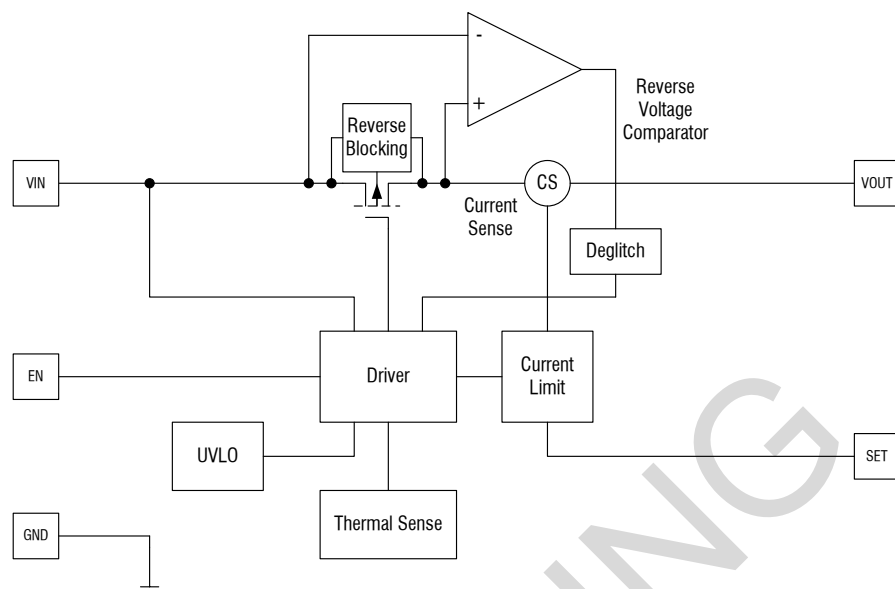 -
+
Reverse
Voltage
Comparator
Reverse
Blocking
VIN
CS
VOUT
Current
Sense
Deglitch
EN
Driver
Current
Limit
UVLO
SET
Thermal Sense
GND
ING